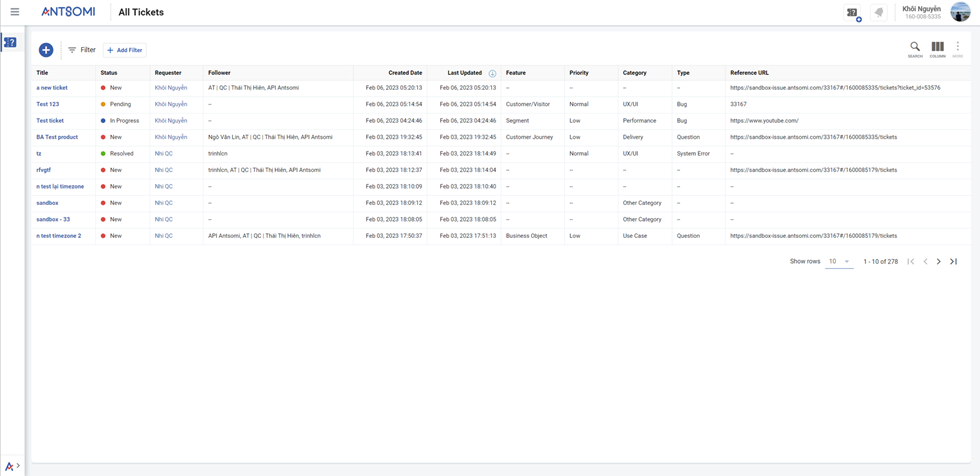 ANTSOMI All Tickets Khôi Nguyễn
160-008-5335
Filter + Add Filter SEARCH COLUMN MORE
Title Status Requester Follower Created Date Last Updated Feature Priority Category Type Reference URL
a new ticket New Khôi Nguyễn AT | QC | Thái Thị Hiền, API Antsomi Feb 06, 2023 05:20:13 Feb 06, 2023 05:20:13 -- -- -- -- https://sandbox-issue.antsomi.com/33167#/1600085335/tickets?ticket_id=53576
Test 123 Pending Khôi Nguyễn -- Feb 06, 2023 05:14:54 Feb 06, 2023 05:14:54 Customer/Visitor Normal UX/UI Bug 33167
Test ticket In Progress Khôi Nguyễn -- Feb 06, 2023 04:24:46 Feb 06, 2023 04:24:46 Segment Low Performance Bug https://www.youtube.com/
BA Test product New Khôi Nguyễn Ngô Văn Lin, AT | QC | Thái Thị Hiền, API Antsomi Feb 03, 2023 19:32:45 Feb 03, 2023 19:32:45 Customer Journey Low Delivery Question https://sandbox-issue.antsomi.com/33167#/1600085335/tickets
tz Resolved Nhi QC trinhlcn Feb 03, 2023 18:13:41 Feb 03, 2023 18:14:49 -- Normal UX/UI System Error --
rfvgtf New Nhi QC trinhlcn, AT | QC | Thái Thị Hiền, API Antsomi Feb 03, 2023 18:12:37 Feb 03, 2023 18:14:04 -- -- -- -- https://sandbox-issue.antsomi.com/33167#/1600085179/tickets
n test lại timezone New Nhi QC -- Feb 03, 2023 18:10:09 Feb 03, 2023 18:10:40 -- -- -- -- --
sandbox New Nhi QC -- Feb 03, 2023 18:09:12 Feb 03, 2023 18:09:12 -- -- Other Category -- --
sandbox - 33 New Nhi QC -- Feb 03, 2023 18:08:05 Feb 03, 2023 18:08:05 -- -- Other Category -- --
n test timezone 2 New Nhi QC API Antsomi, AT | QC | Thái Thị Hiền, trinhlcn Feb 03, 2023 17:50:37 Feb 03, 2023 17:51:13 Business Object Low Use Case Question https://sandbox-issue.antsomi.com/33167#/1600085179/tickets
Show rows 10 1 - 10 of 278